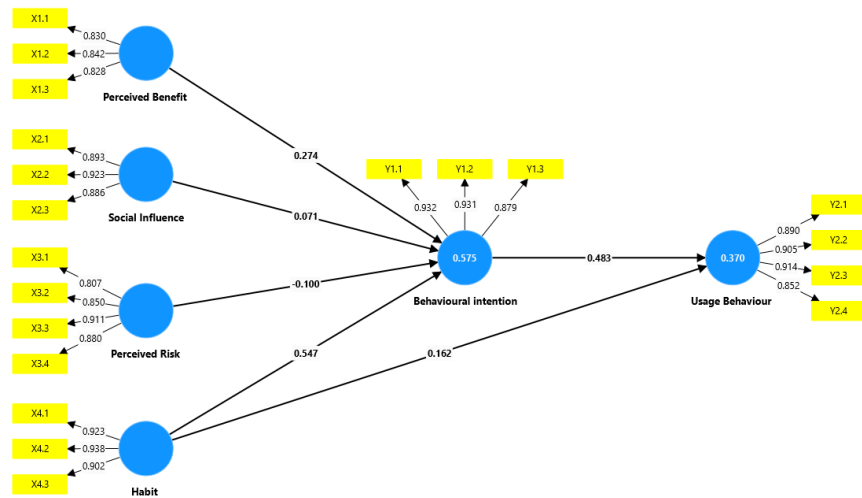 X1.1
0.830
X1.2
0.842
X1.3
0.828
Perceived Benefit
X2.1
0.893
X2.2
0.923
X2.3
0.886
Social Influence
X3.1
0.807
X3.2
0.850
X3.3
0.911
X3.4
0.880
Perceived Risk
X4.1
0.923
X4.2
0.938
X4.3
0.902
Habit
0.274
0.071
-0.100
0.547
0.162
Y1.1
Y1.2
Y1.3
0.932
0.931
0.879
0.575
Behavioural intention
0.483
0.370
Usage Behaviour
Y2.1
0.890
Y2.2
0.905
Y2.3
0.914
Y2.4
0.852